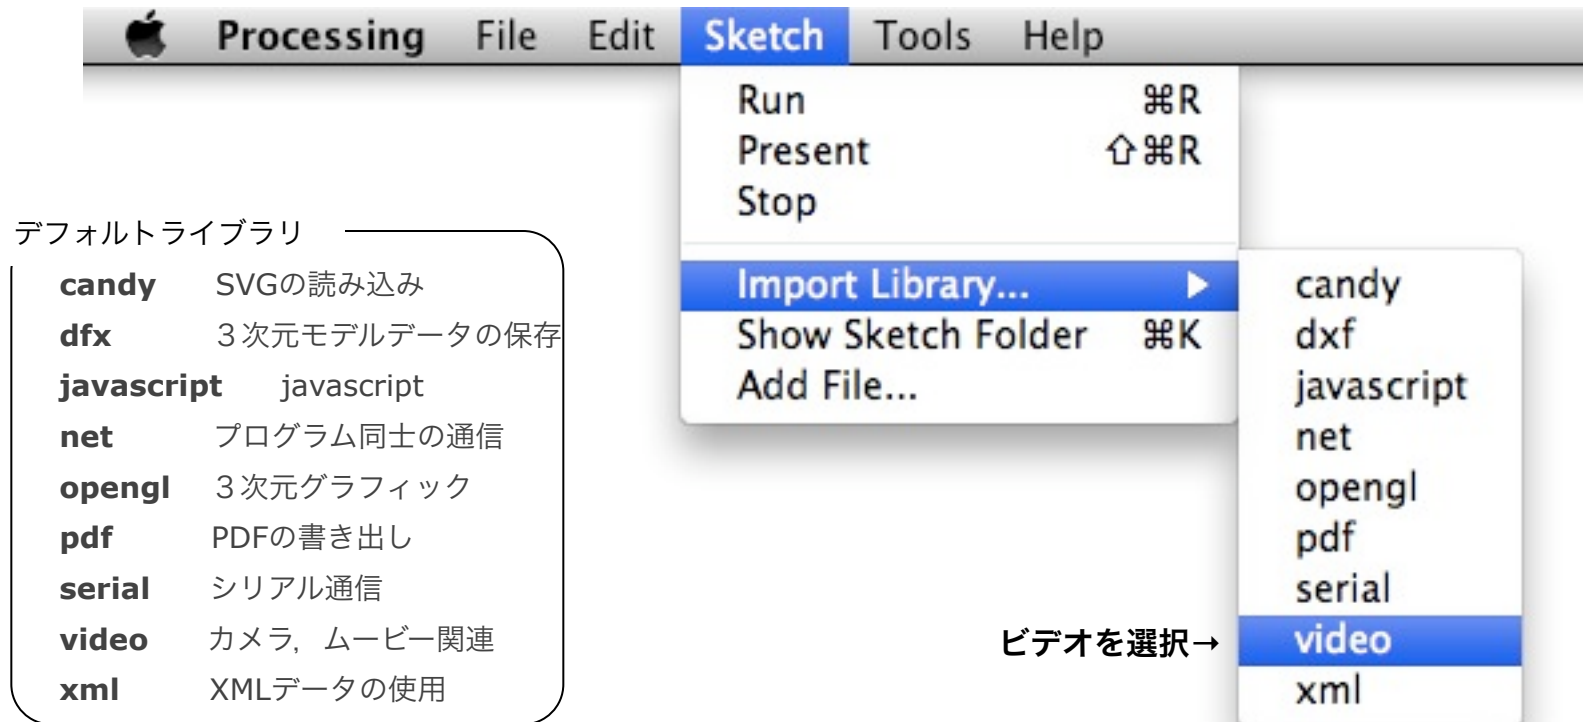 Processing File Edit Sketch Tools Help
Run ⌘R
Present ⇧⌘R
Stop
Import Library... ▶
Show Sketch Folder ⌘K
Add File...
candy
dxf
javascript
net
opengl
pdf
serial
video
xml
ビデオを選択→
デフォルトライブラリ
candy SVGの読み込み
dfx 3次元モデルデータの保存
javascript javascript
net プログラム同士の通信
opengl 3次元グラフィック
pdf PDFの書き出し
serial シリアル通信
video カメラ，ムービー関連
xml XMLデータの使用